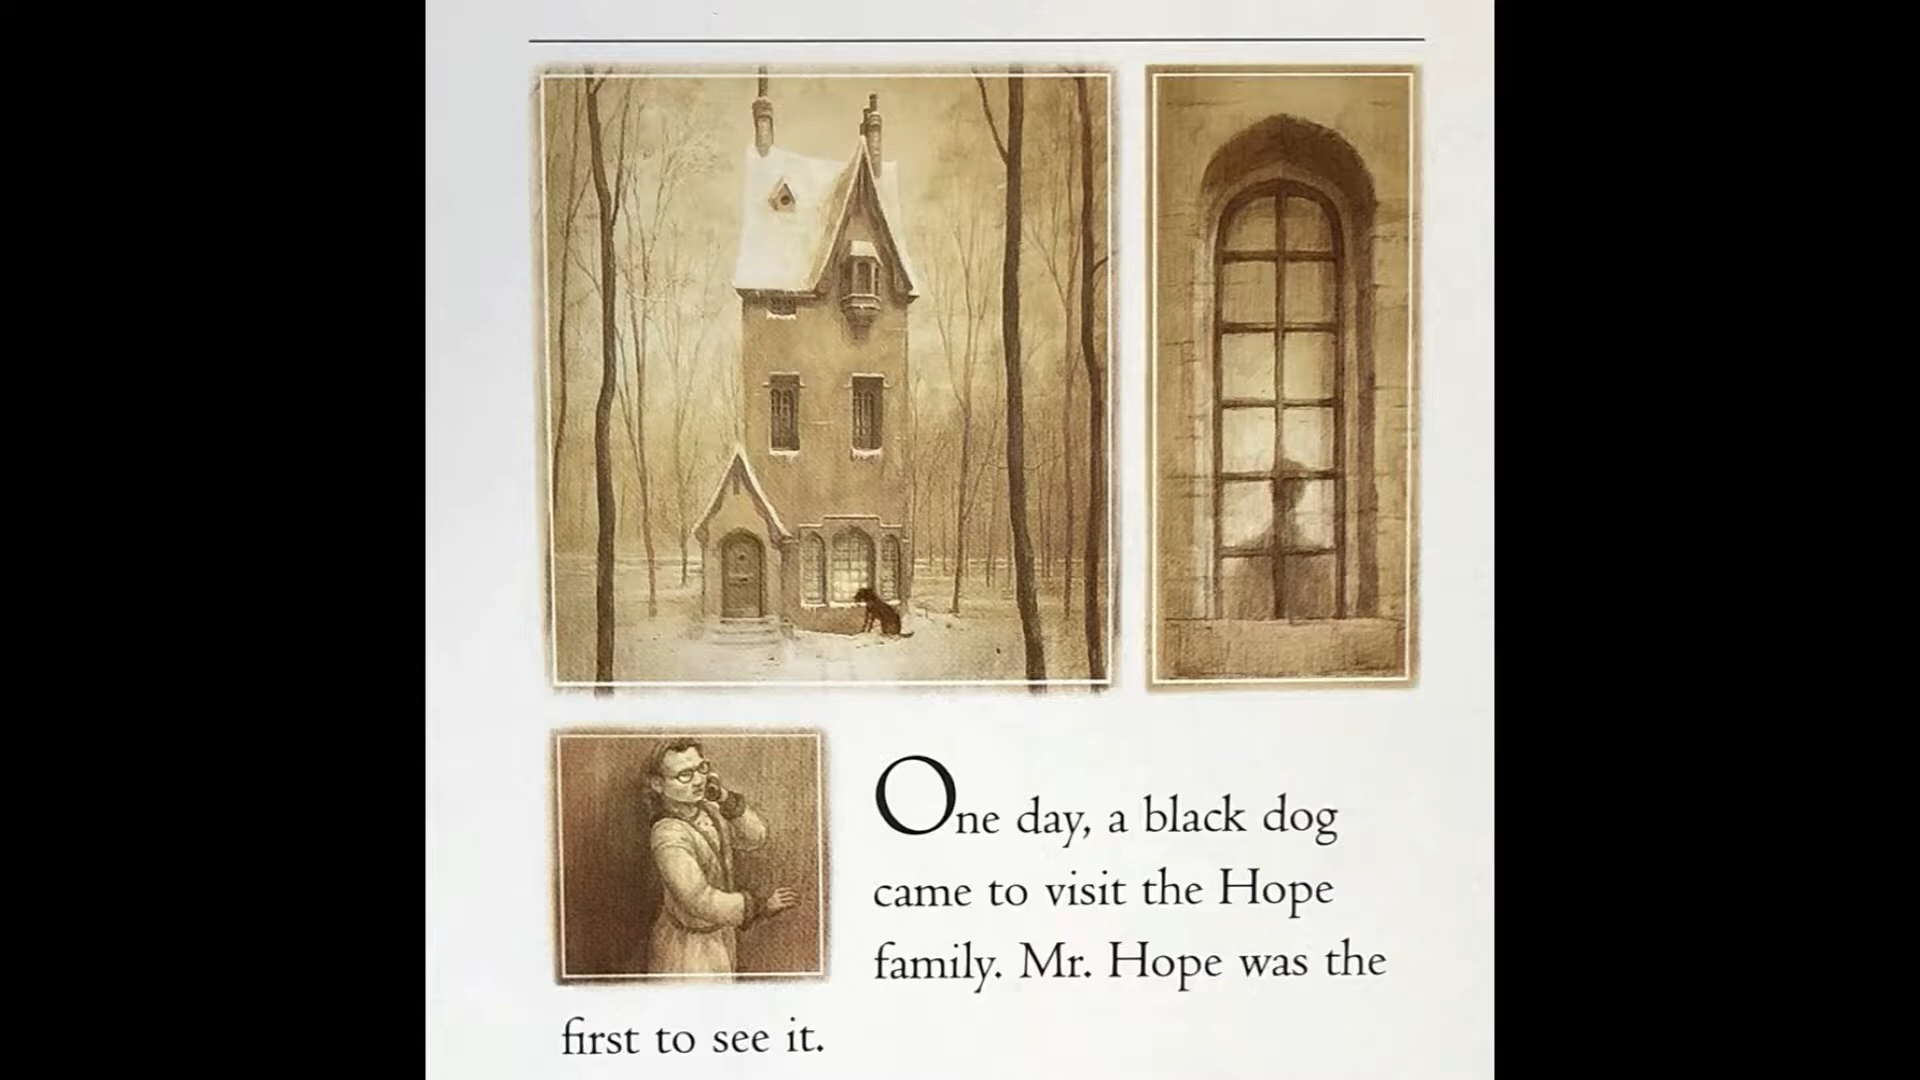 One day, a black dog
came to visit the Hope
family. Mr. Hope was the
first to see it.